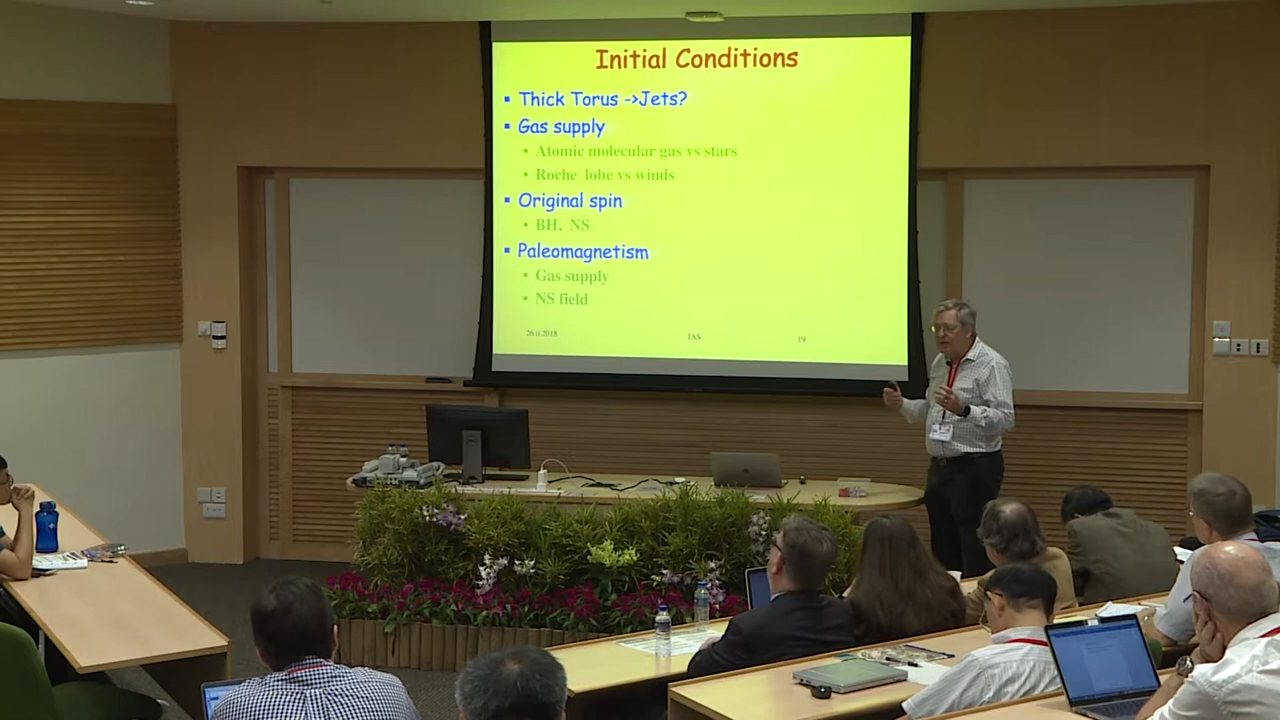 Initial Conditions
▪ Thick Torus ->Jets?
▪ Gas supply
• Atomic molecular gas vs stars
• Roche lobe vs winds
▪ Original spin
• BH, NS
▪ Paleomagnetism
• Gas supply
• NS field
26 ii 2018 IAS 19